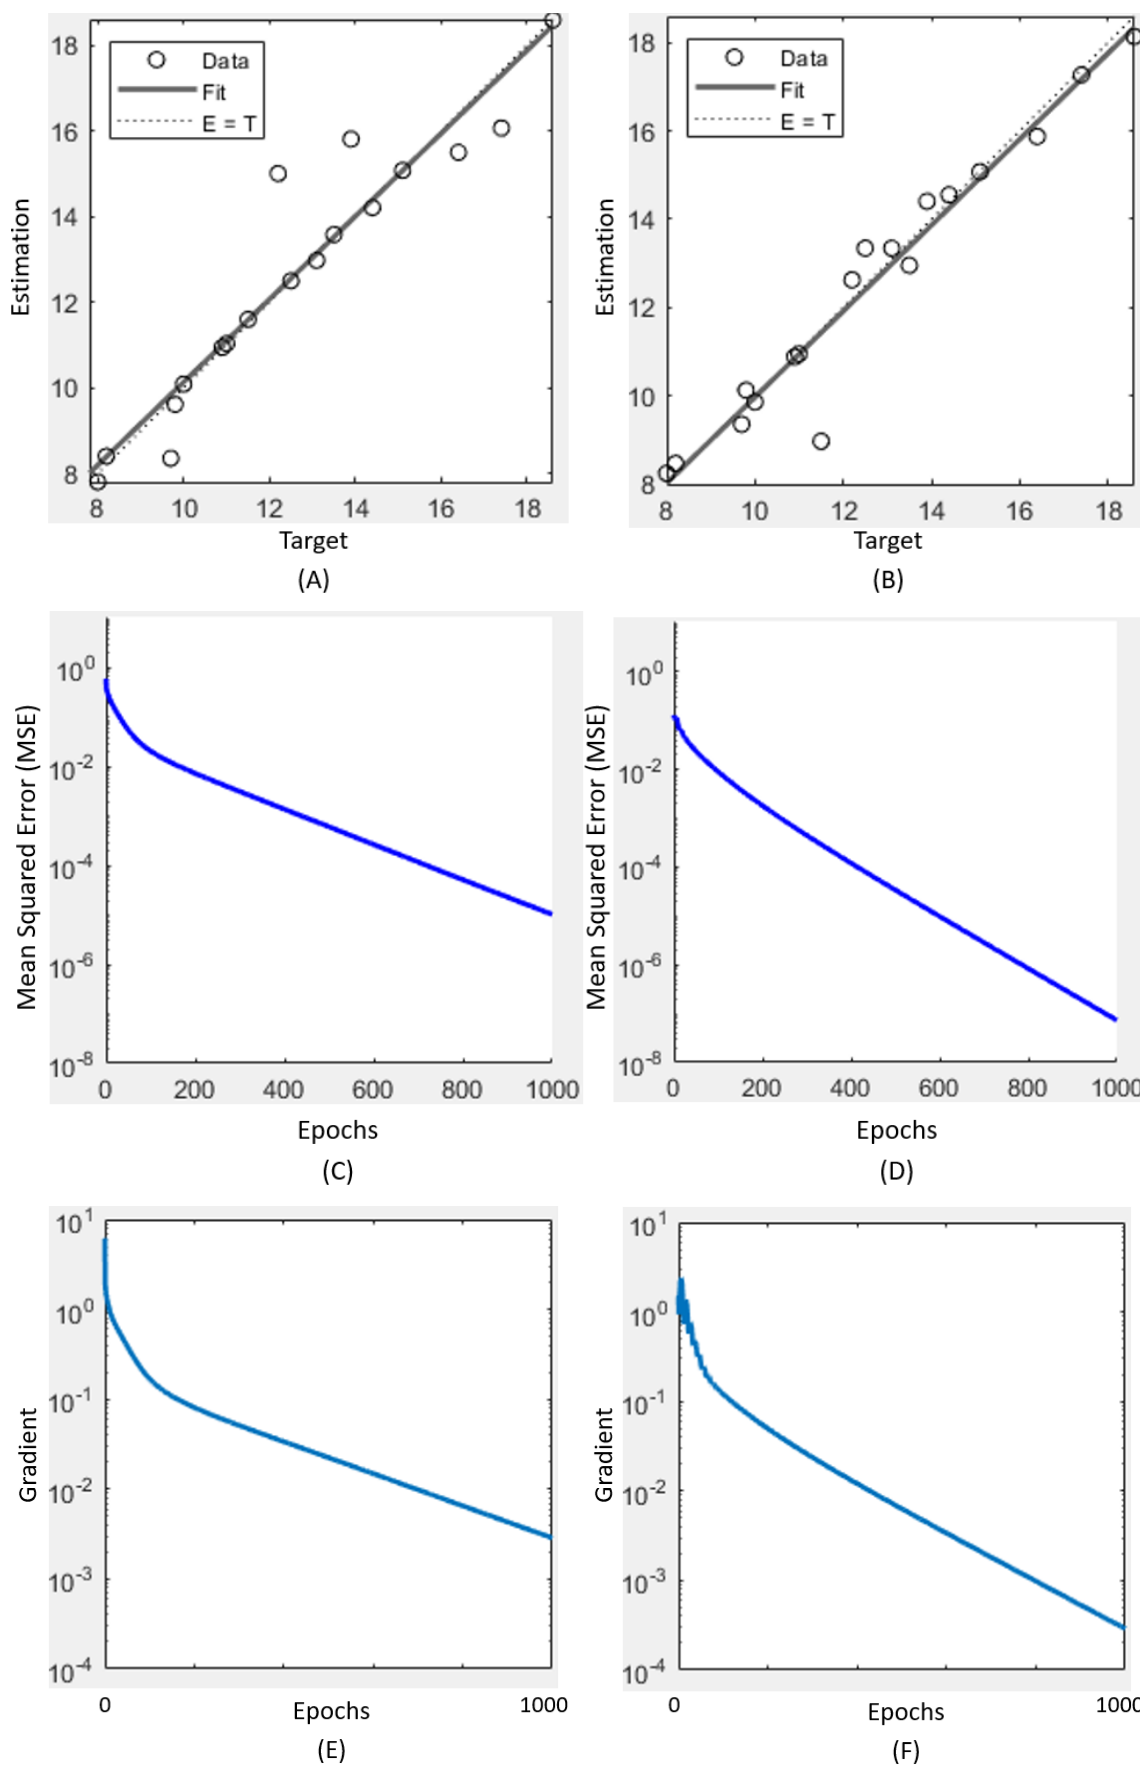 18
16
14
12
10
8
Estimation
Data
Fit
E = T
8 10 12 14 16 18
Target
(A)
18
16
14
12
10
8
Estimation
Data
Fit
E = T
8 10 12 14 16 18
Target
(B)
10^0
10^-2
10^-4
10^-6
10^-8
Mean Squared Error (MSE)
0 200 400 600 800 1000
Epochs
(C)
10^0
10^-2
10^-4
10^-6
10^-8
Mean Squared Error (MSE)
0 200 400 600 800 1000
Epochs
(D)
10^1
10^0
10^-1
10^-2
10^-3
10^-4
Gradient
0 1000
Epochs
(E)
10^1
10^0
10^-1
10^-2
10^-3
10^-4
Gradient
0 1000
Epochs
(F)